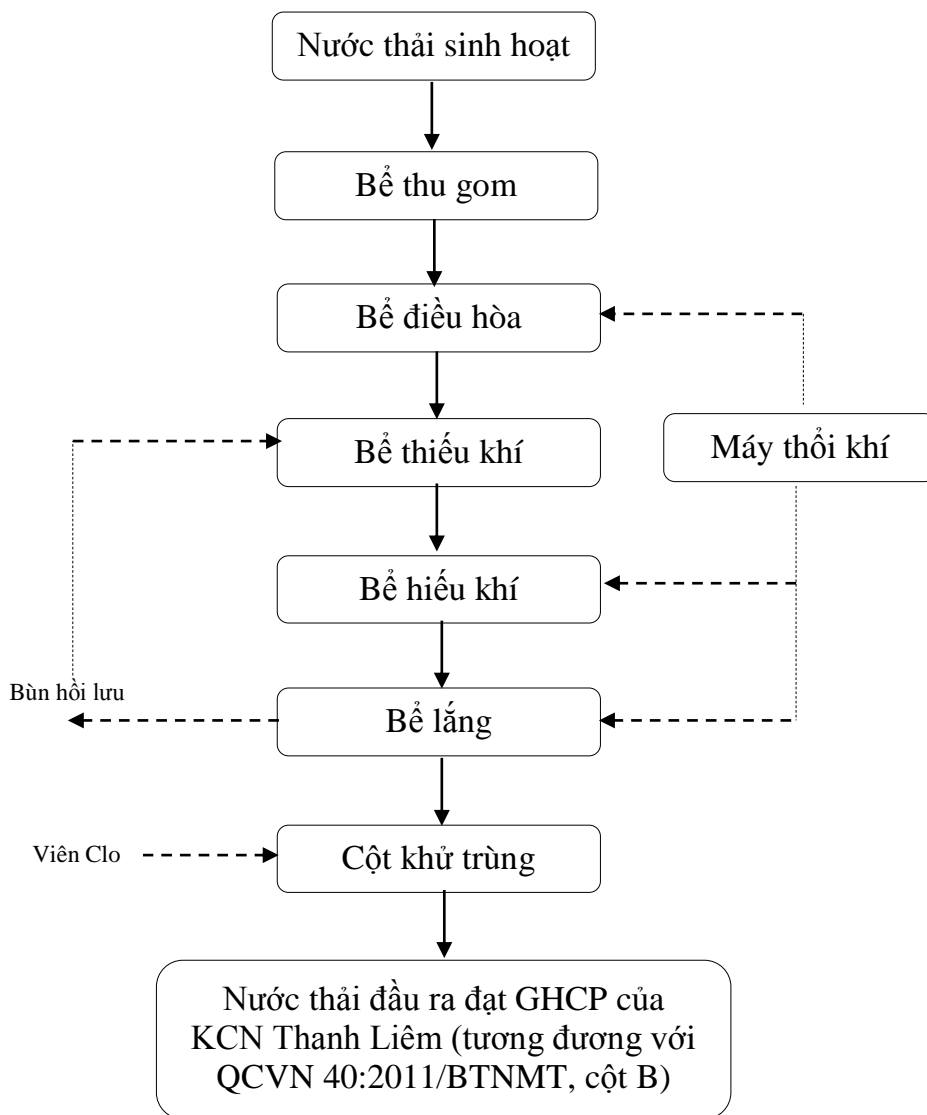 Nước thải sinh hoạt
Bể thu gom
Bể điều hòa
Bể thiếu khí
Máy thổi khí
Bể hiếu khí
Bùn hồi lưu
Bể lắng
Viên Clo
Cột khử trùng
Nước thải đầu ra đạt GHCP của
KCN Thanh Liêm (tương đương với
QCVN 40:2011/BTNMT, cột B)